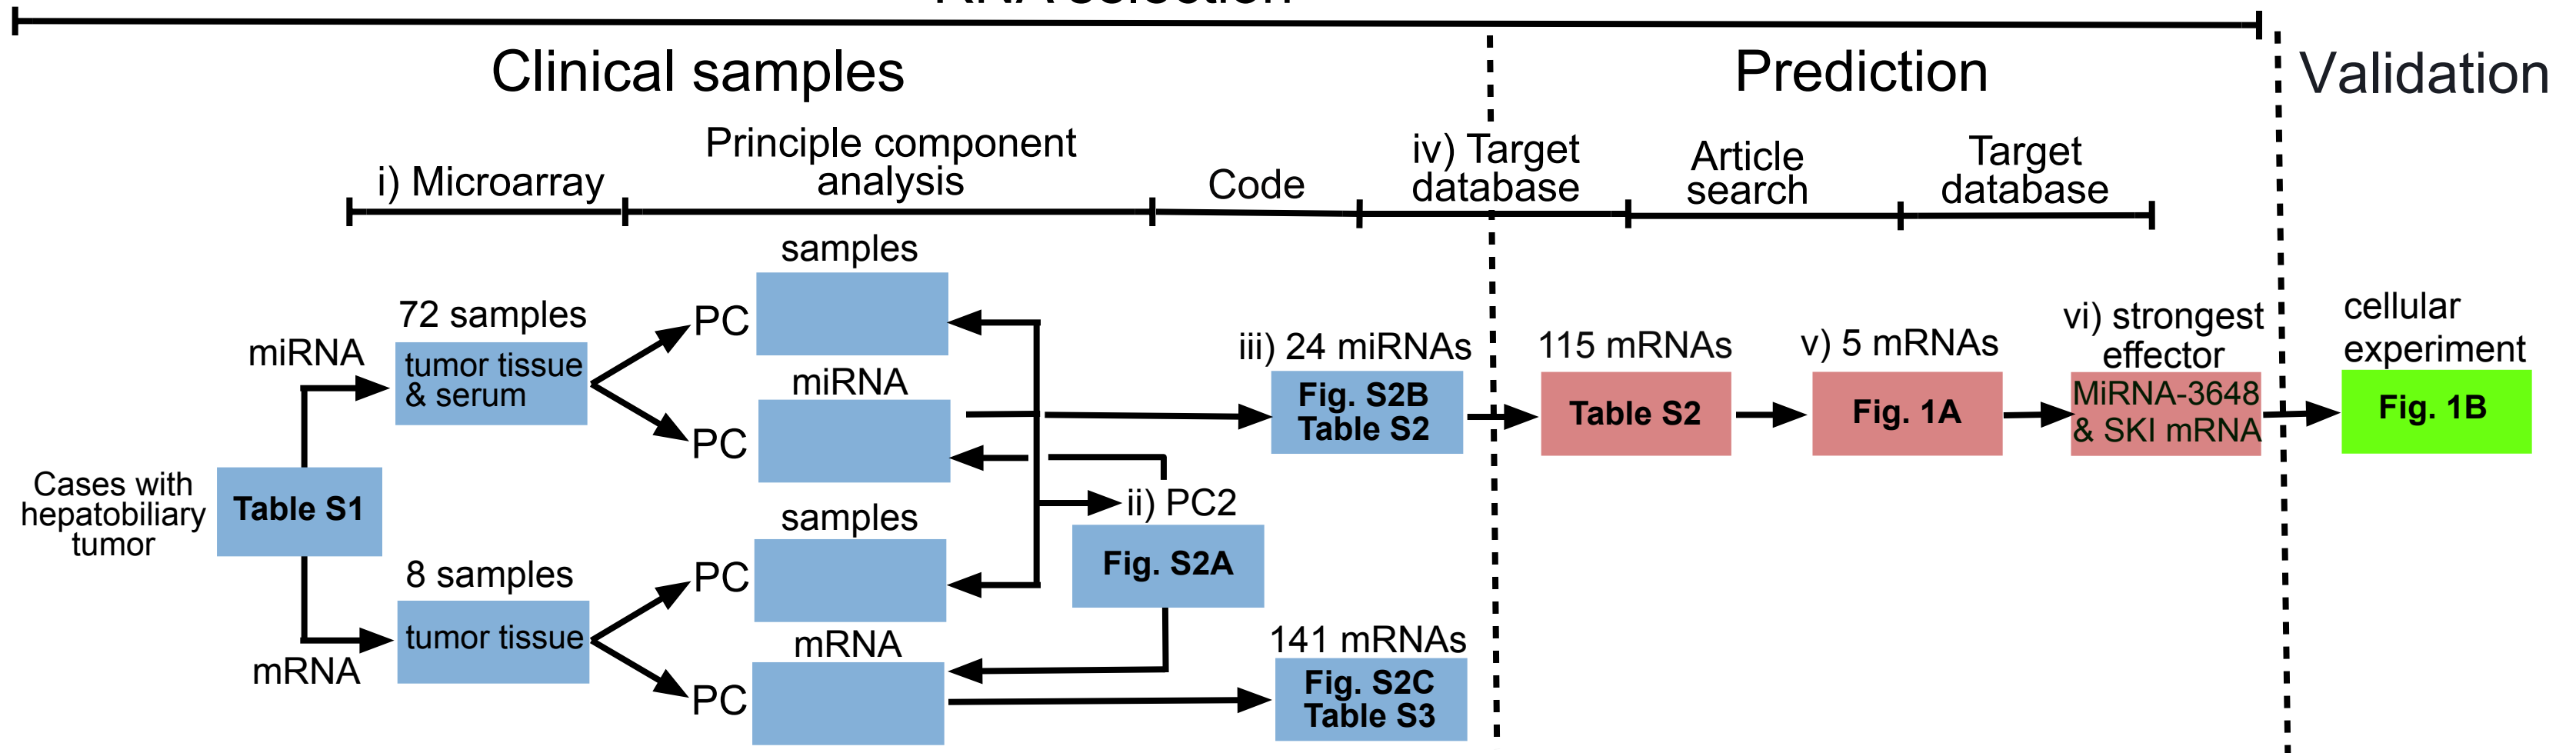 RNA selection
Clinical samples
Prediction
Validation
i) Microarray
Principle component
analysis
Code
iv) Target
database
Article
search
Target
database
samples
72 samples
miRNA
tumor tissue
& serum
PC
miRNA
PC
iii) 24 miRNAs
Fig. S2B
Table S2
115 mRNAs
Table S2
v) 5 mRNAs
Fig. 1A
vi) strongest
effector
MiRNA-3648
& SKI mRNA
cellular
experiment
Fig. 1B
Cases with
hepatobiliary
tumor
Table S1
samples
ii) PC2
Fig. S2A
8 samples
mRNA
tumor tissue
PC
mRNA
PC
141 mRNAs
Fig. S2C
Table S3